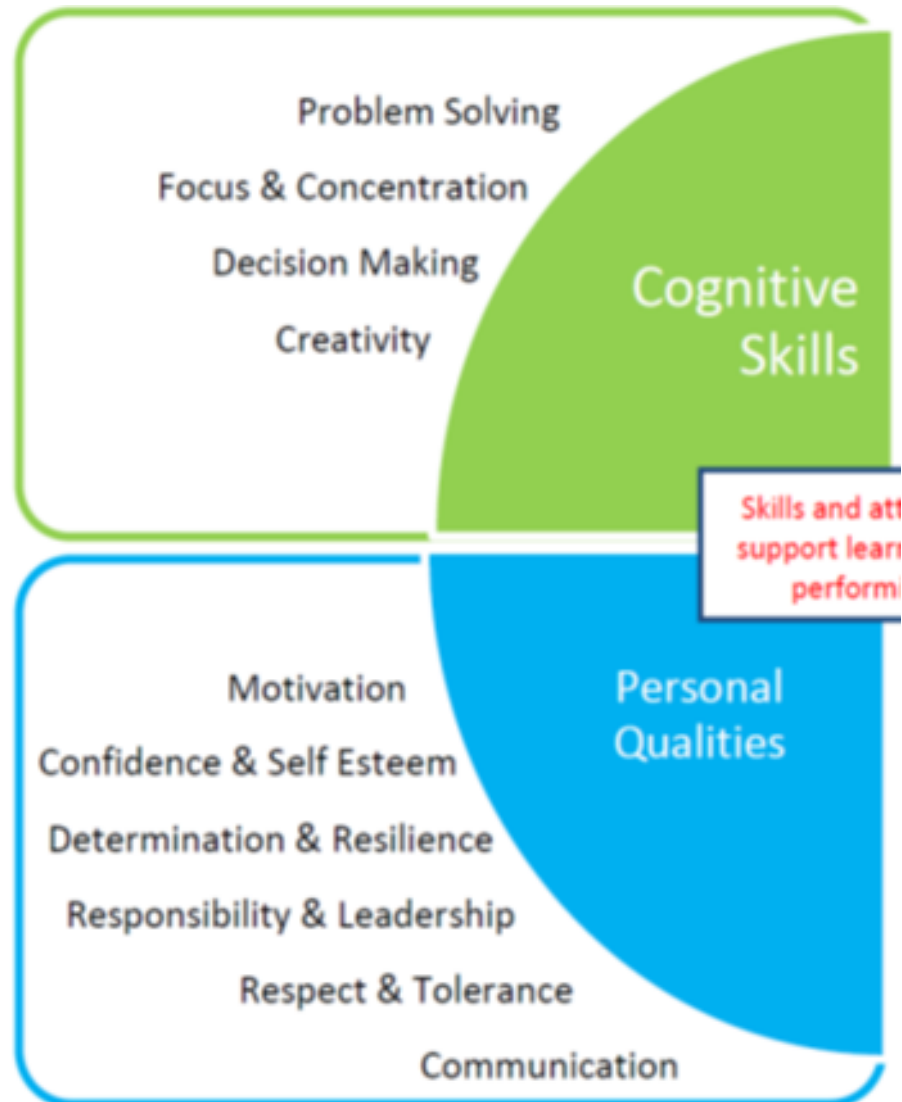 Problem Solving
Focus & Concentration
Decision Making
Creativity
Cognitive
Skills
Skills and
support
Motivation
Confidence & Self Esteem
Determination & Resilience
Responsibility & Leadership
Respect & Tolerance
Communication
Personal
Qualities